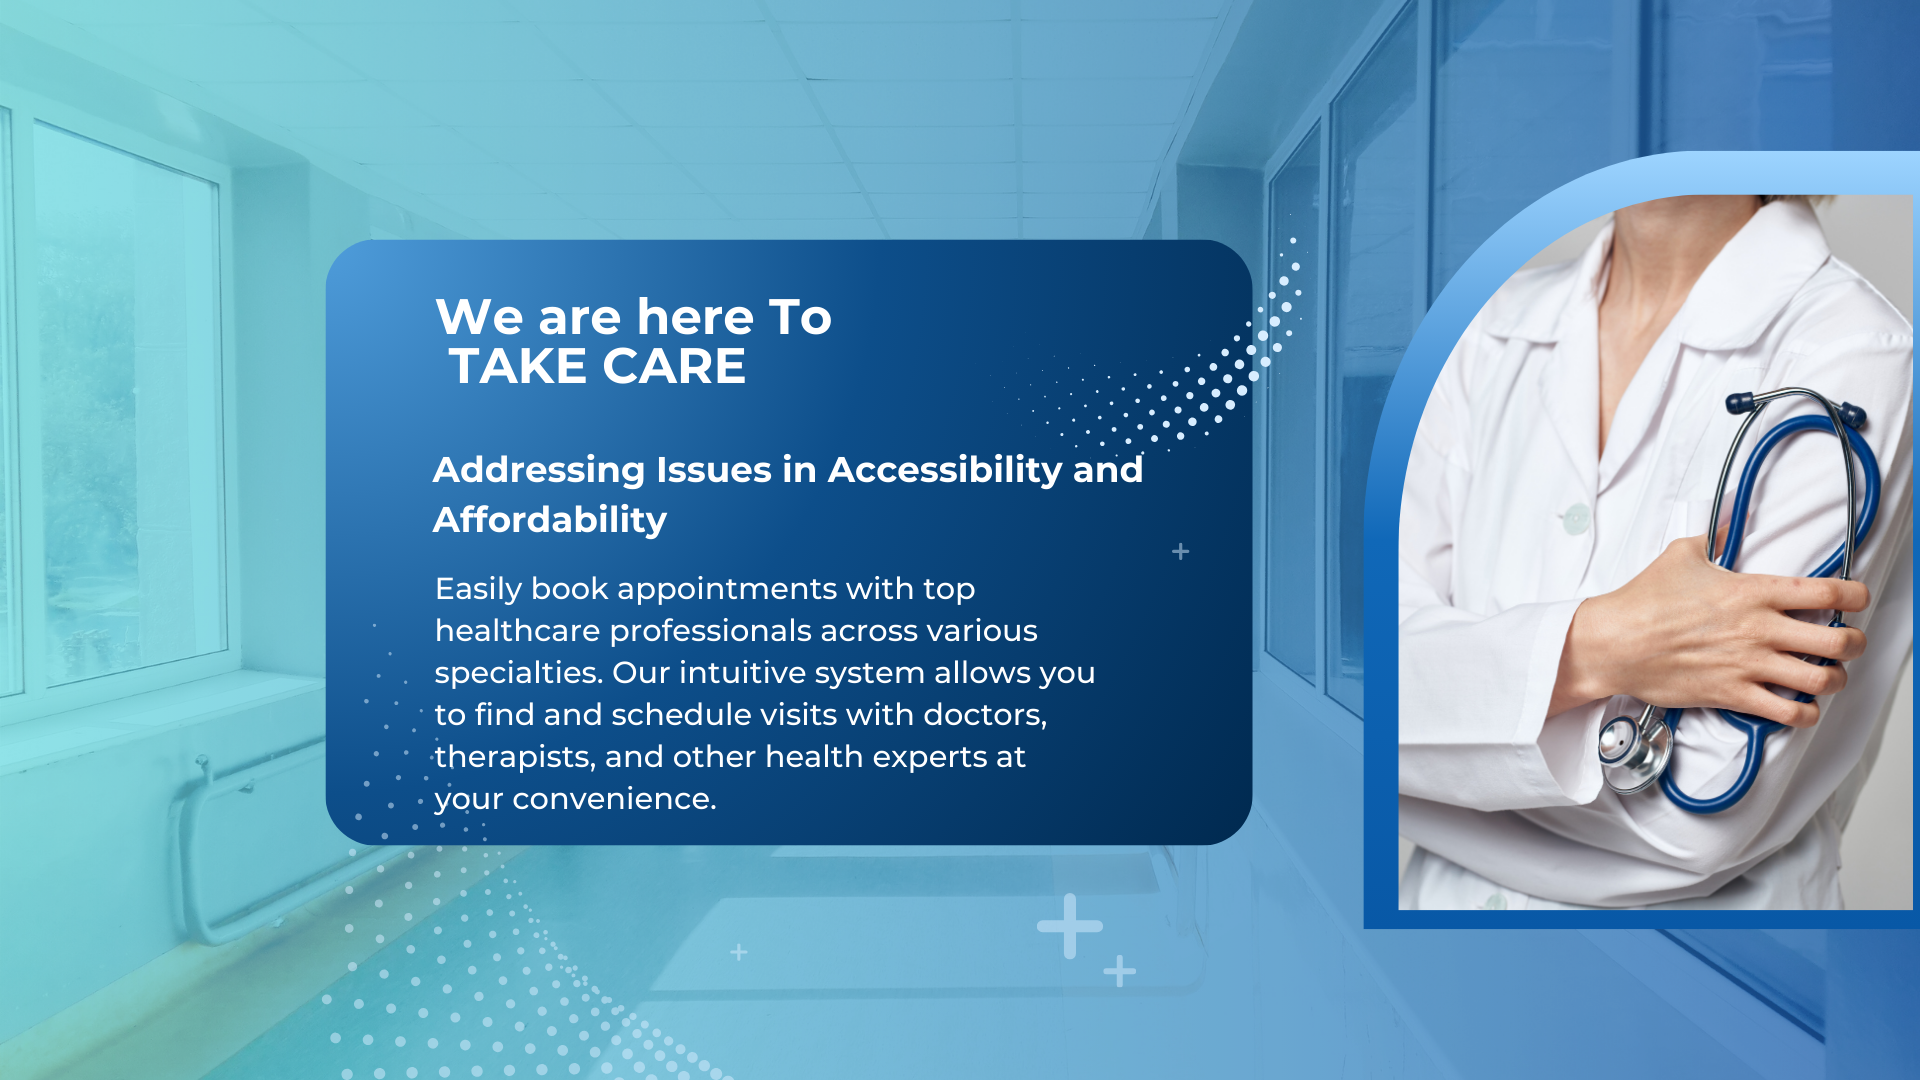 We are here To
TAKE CARE
Addressing Issues in Accessibility and
Affordability
Easily book appointments with top
healthcare professionals across various
specialties. Our intuitive system allows you
to find and schedule visits with doctors,
therapists, and other health experts at
your convenience.